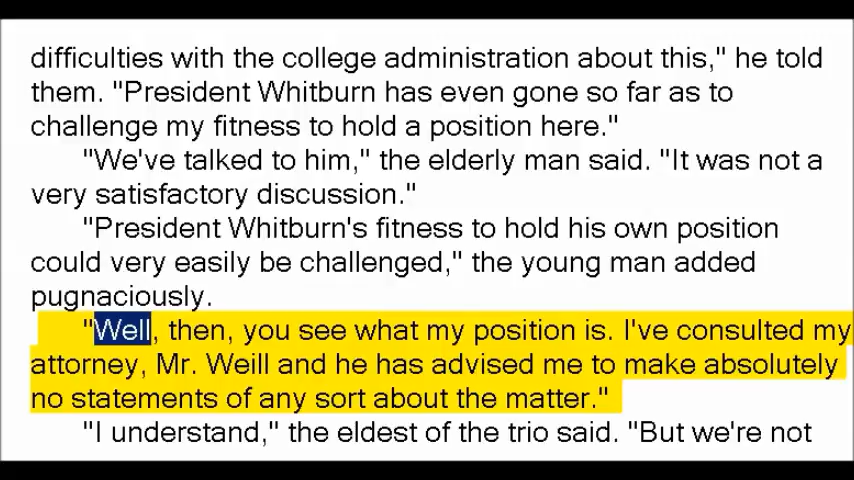 difficulties with the college administration about this," he told
them. "President Whitburn has even gone so far as to
challenge my fitness to hold a position here."
"We've talked to him," the elderly man said. "It was not a
very satisfactory discussion."
"President Whitburn's fitness to hold his own position
could very easily be challenged," the young man added
pugnaciously.
"Well, then, you see what my position is. I've consulted my
attorney, Mr. Weill and he has advised me to make absolutely
no statements of any sort about the matter."
"I understand," the eldest of the trio said. "But we're not